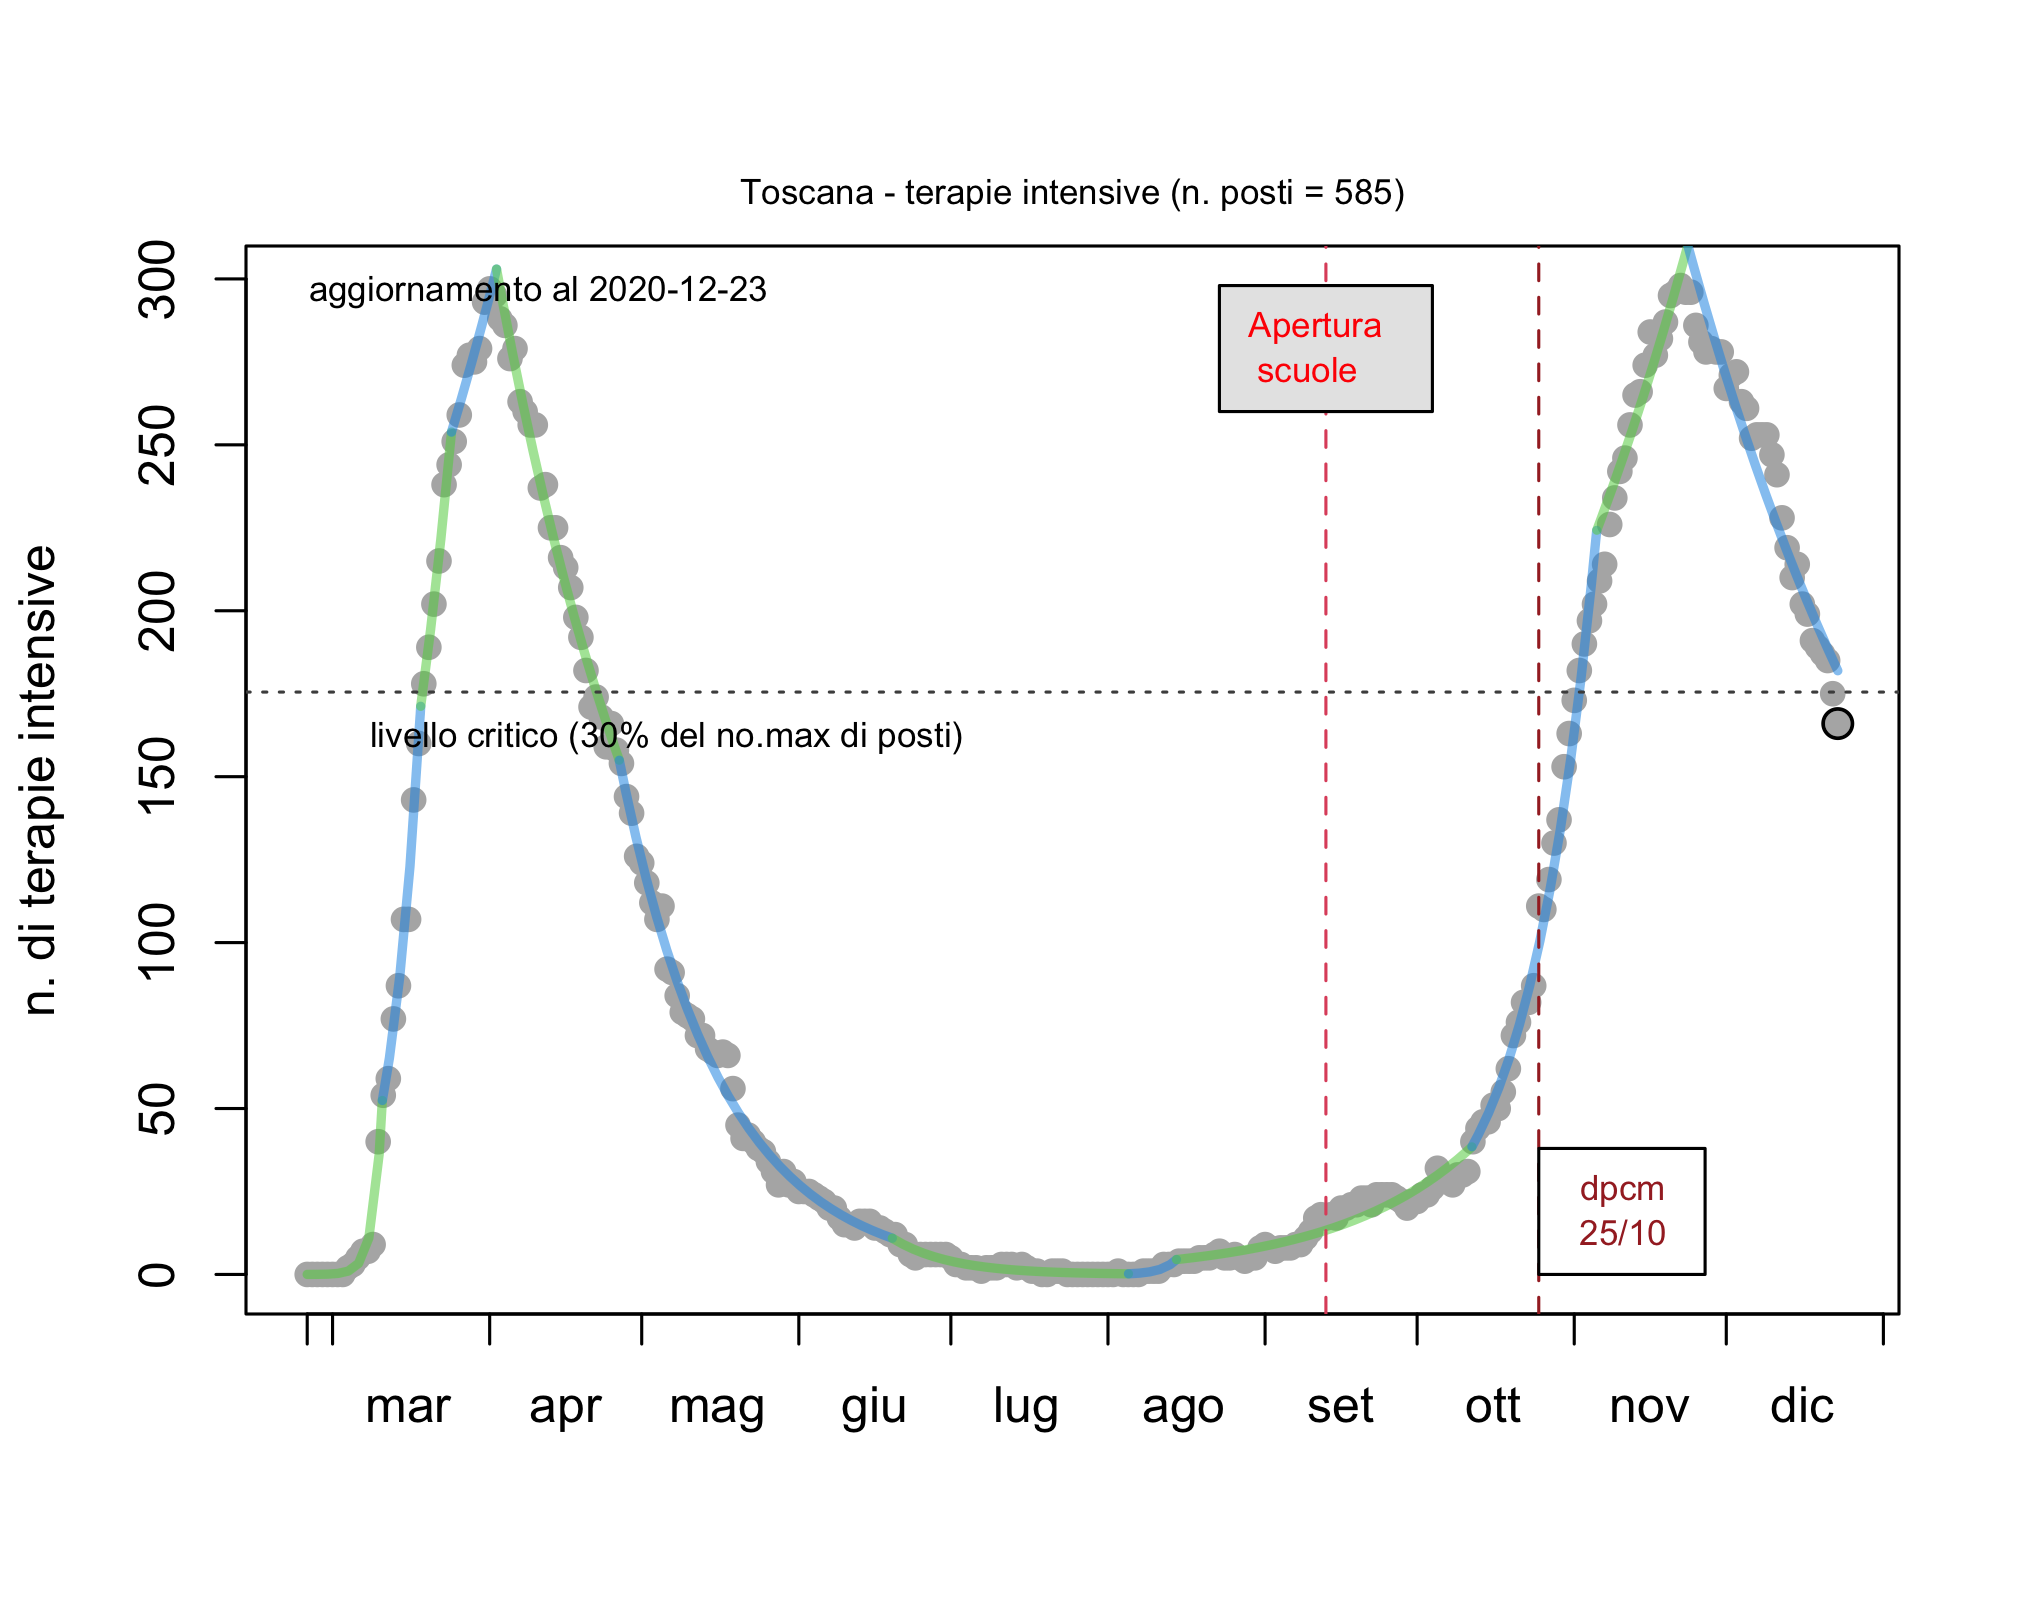 Toscana - terapie intensive (n. posti = 585)
aggiornamento al 2020-12-23
Apertura
scuole
livello critico (30% del no.max di posti)
dpcm
25/10
n. di terapie intensive
300
250
200
150
100
50
0
mar apr mag giu lug ago set ott nov dic